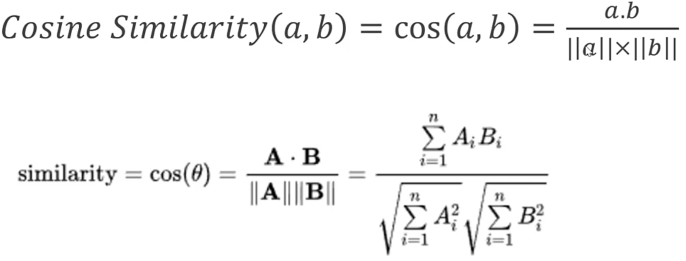 Cosine Similarity(a, b) = cos(a, b) = a.b / ||a||×||b||
similarity = cos(θ) = A · B / ‖A‖‖B‖ = ∑ i=1 n A_i B_i / √(∑ i=1 n A_i^2) √(∑ i=1 n B_i^2)